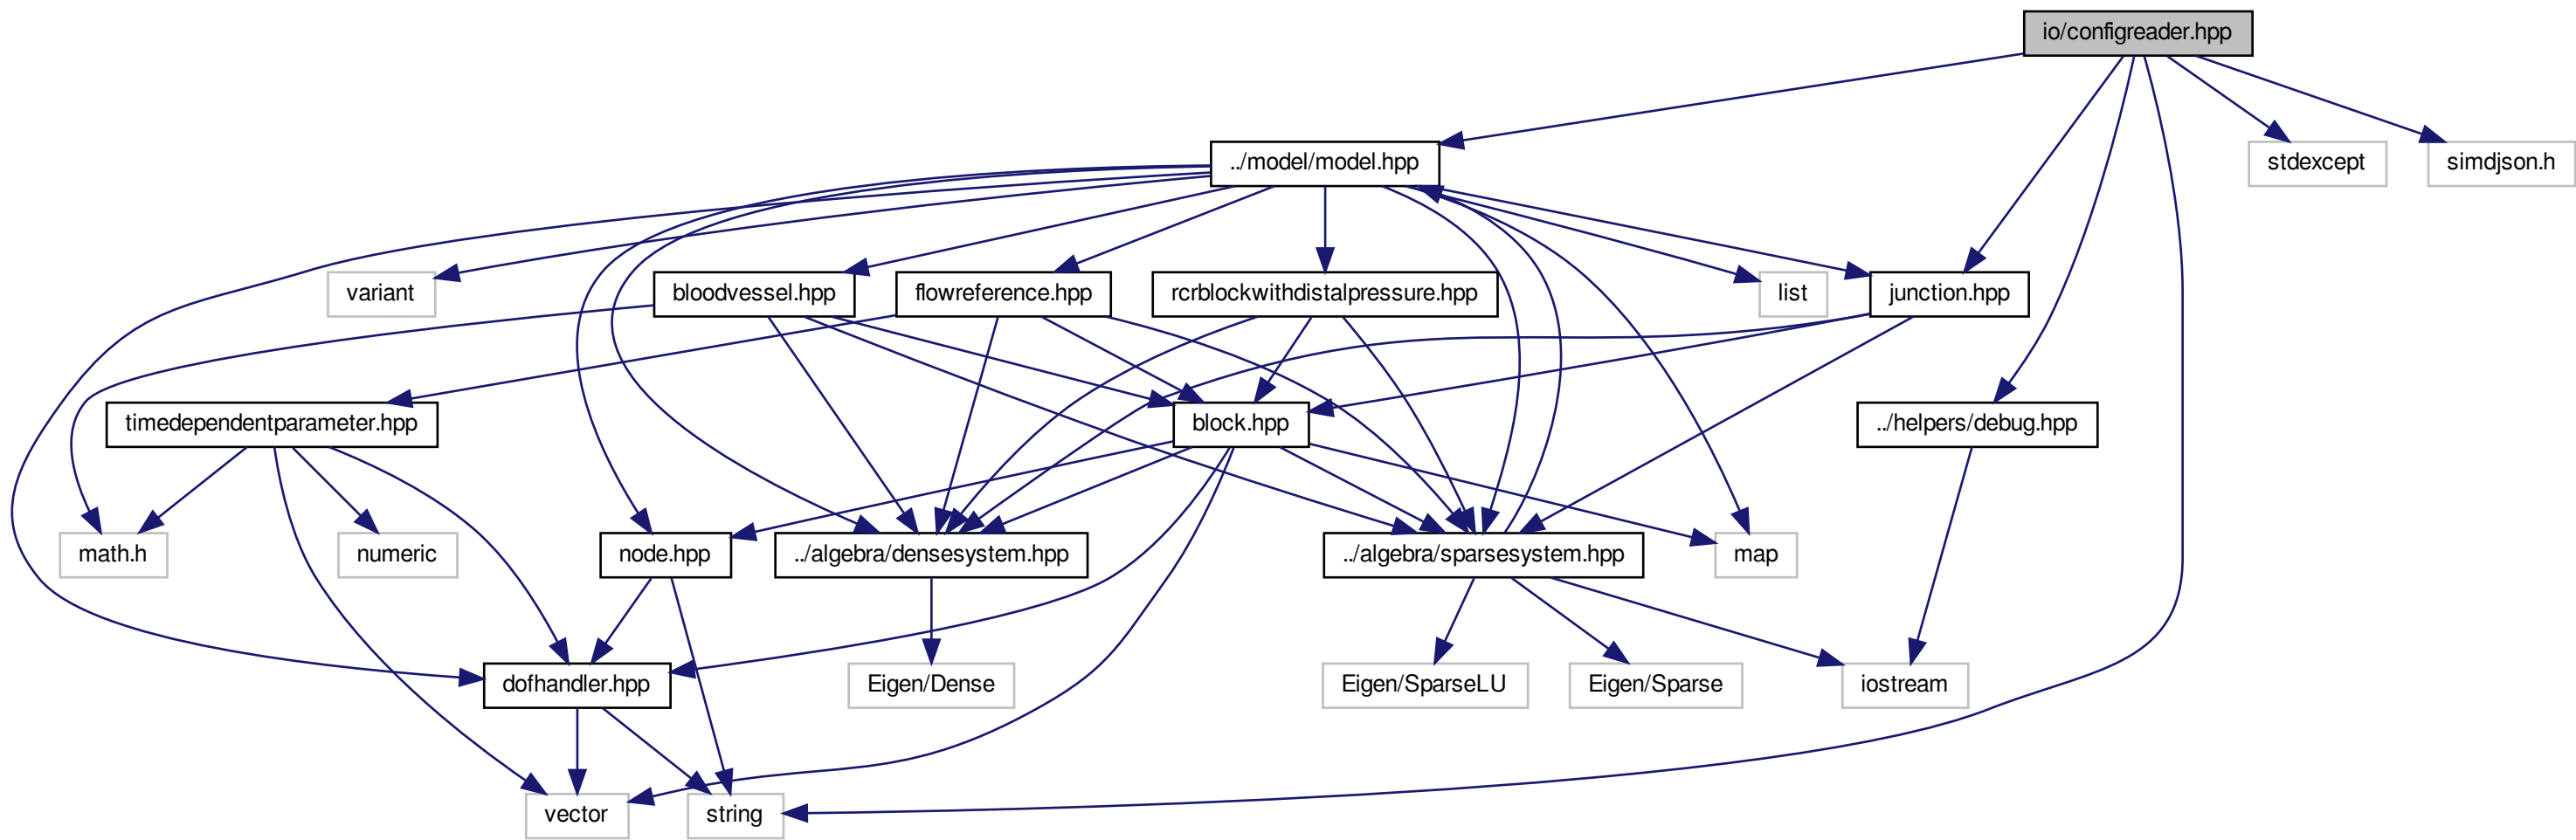 io/configreader.hpp
../model/model.hpp
stdexcept
simdjson.h
variant
bloodvessel.hpp
flowreference.hpp
rcrblockwithdistalpressure.hpp
list
junction.hpp
timedependentparameter.hpp
block.hpp
../helpers/debug.hpp
math.h
numeric
node.hpp
../algebra/densesystem.hpp
../algebra/sparsesystem.hpp
map
dofhandler.hpp
Eigen/Dense
Eigen/SparseLU
Eigen/Sparse
iostream
vector
string